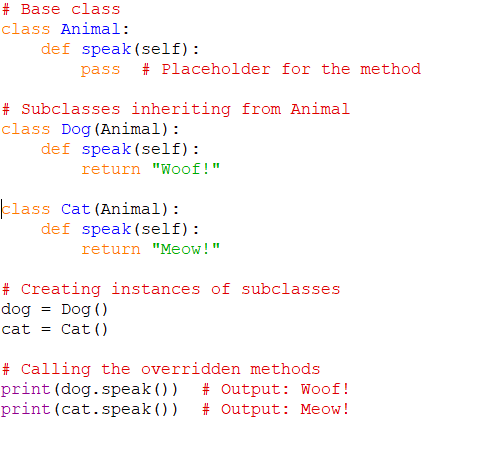 # Base class
class Animal:
    def speak(self):
        pass  # Placeholder for the method

# Subclasses inheriting from Animal
class Dog(Animal):
    def speak(self):
        return "Woof!"

class Cat(Animal):
    def speak(self):
        return "Meow!"

# Creating instances of subclasses
dog = Dog()
cat = Cat()

# Calling the overridden methods
print(dog.speak())  # Output: Woof!
print(cat.speak())  # Output: Meow!